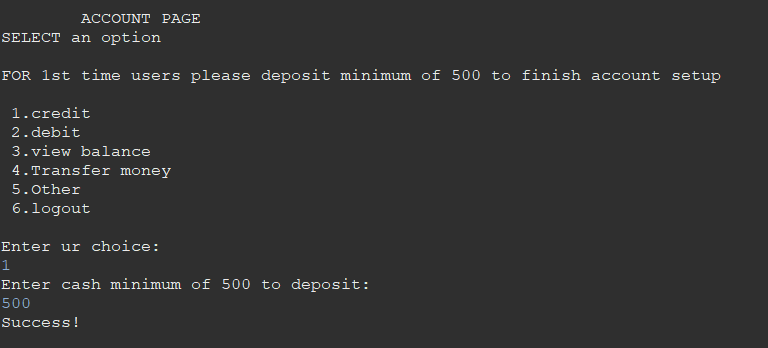 ACCOUNT PAGE
SELECT an option
FOR 1st time users please deposit minimum of 500 to finish account setup
1.credit
2.debit
3.view balance
4.Transfer money
5.Other
6.logout
Enter ur choice:
1
Enter cash minimum of 500 to deposit:
500
Success!